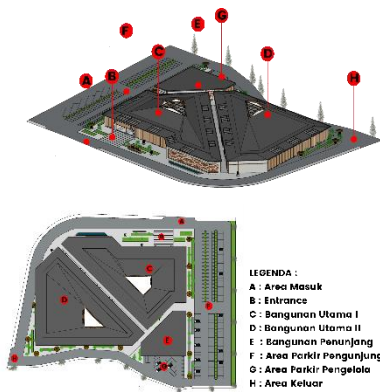 F
E
G
A
B
C
D
H
A
B
C
D
F
E
G
H
LEGENDA :
A : Area Masuk
B : Entrance
C : Bangunan Utama I
D : Bangunan Utama II
E : Bangunan Penunjang
F : Area Parkir Pengunjung
G : Area Parkir Pengelola
H : Area Keluar